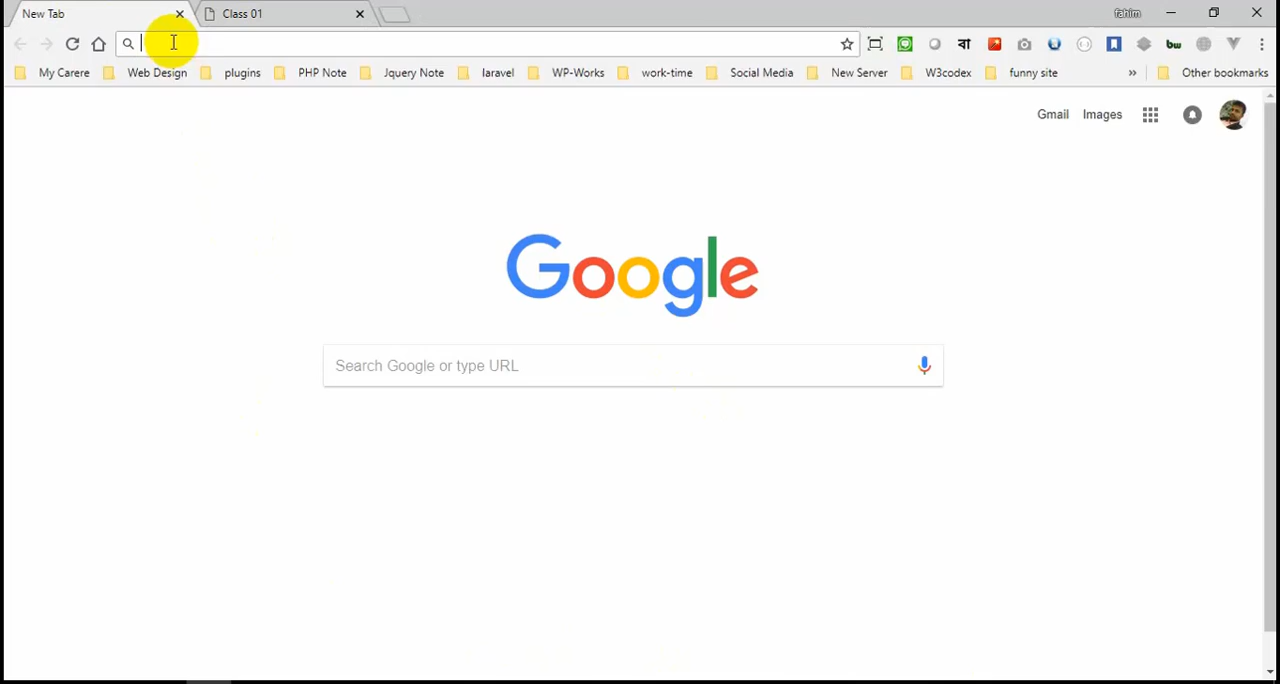 New Tab
Class 01
fahim
বা
bw
My Carere
Web Design
plugins
PHP Note
Jquery Note
laravel
WP-Works
work-time
Social Media
New Server
W3codex
funny site
»
Other bookmarks
Gmail
Images
Google
Search Google or type URL